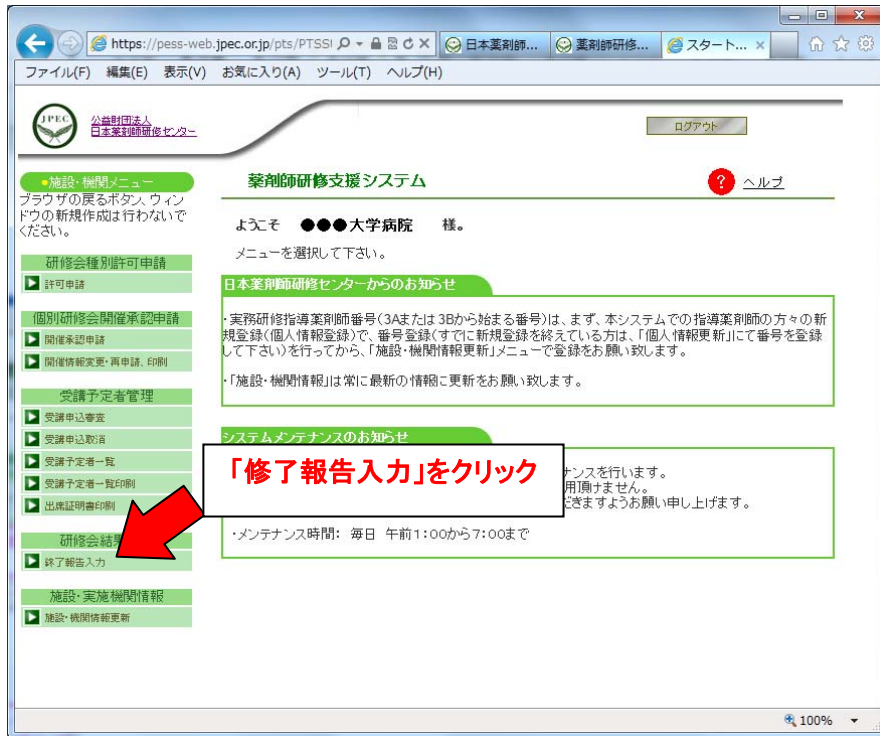 https://pess-web.jpec.or.jp/pts/PTSSI
日本薬剤師...
薬剤師研修...
スタート...
ファイル(F) 編集(E) 表示(V) お気に入り(A) ツール(T) ヘルプ(H)
JPEC
公益財団法人
日本薬剤師研修センター
ログアウト
●施設・機関メニュー
ブラウザの戻るボタン、ウィン
ドウの新規作成は行わないで
ください。
研修会種別許可申請
許可申請
個別研修会開催承認申請
開催承認申請
開催情報変更・再申請、印刷
受講予定者管理
受講申込審査
受講申込取消
受講予定者一覧
受講予定者一覧印刷
出席証明書印刷
研修会結
終了報告入力
施設・実施機関情報
施設・機関情報更新
薬剤師研修支援システム
? ヘルプ
ようこそ ●●●大学病院 様。
メニューを選択して下さい。
日本薬剤師研修センターからのお知らせ
・実務研修指導薬剤師番号(3Aまたは3Bから始まる番号)は、まず、本システムでの指導薬剤師の方々の新
規登録(個人情報登録)で、番号登録(すでに新規登録を終えている方は、「個人情報更新」にて番号を登録
して下さい)を行ってから、「施設・機関情報更新」メニューで登録をお願い致します。
・「施設・機関情報」は常に最新の情報に更新をお願い致します。
システムメンテナンスのお知らせ
「修了報告入力」をクリック
ナンスを行います。
用頂けません。
だきますようお願い申し上げます。
・メンテナンス時間： 毎日 午前1:00から7:00まで
100%